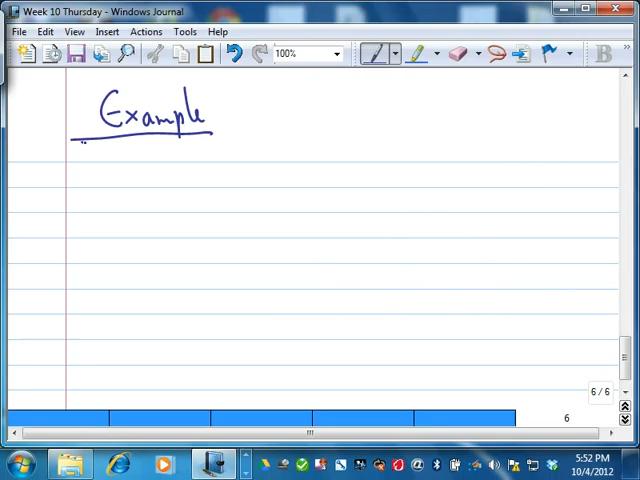 Week 10 Thursday - Windows Journal
File Edit View Insert Actions Tools Help
100%
B
Example
6 / 6
6
5:52 PM
10/4/2012